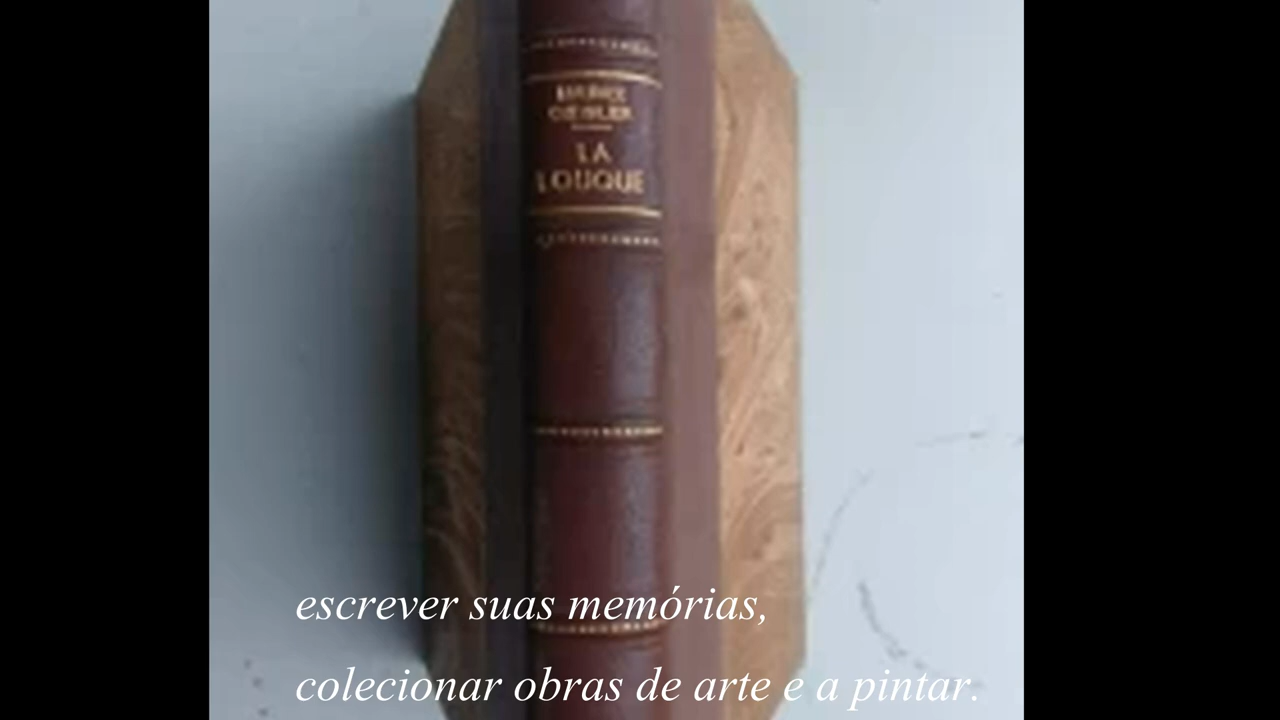 LA
LOUQUE
escrever suas memórias,
colecionar obras de arte e a pintar.